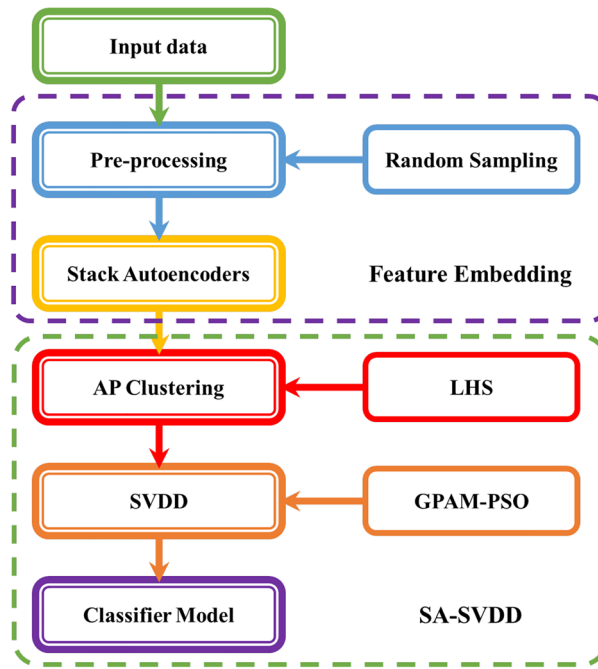 Input data
Pre-processing
Random Sampling
Stack Autoencoders
Feature Embedding
AP Clustering
LHS
SVDD
GPAM-PSO
Classifier Model
SA-SVDD